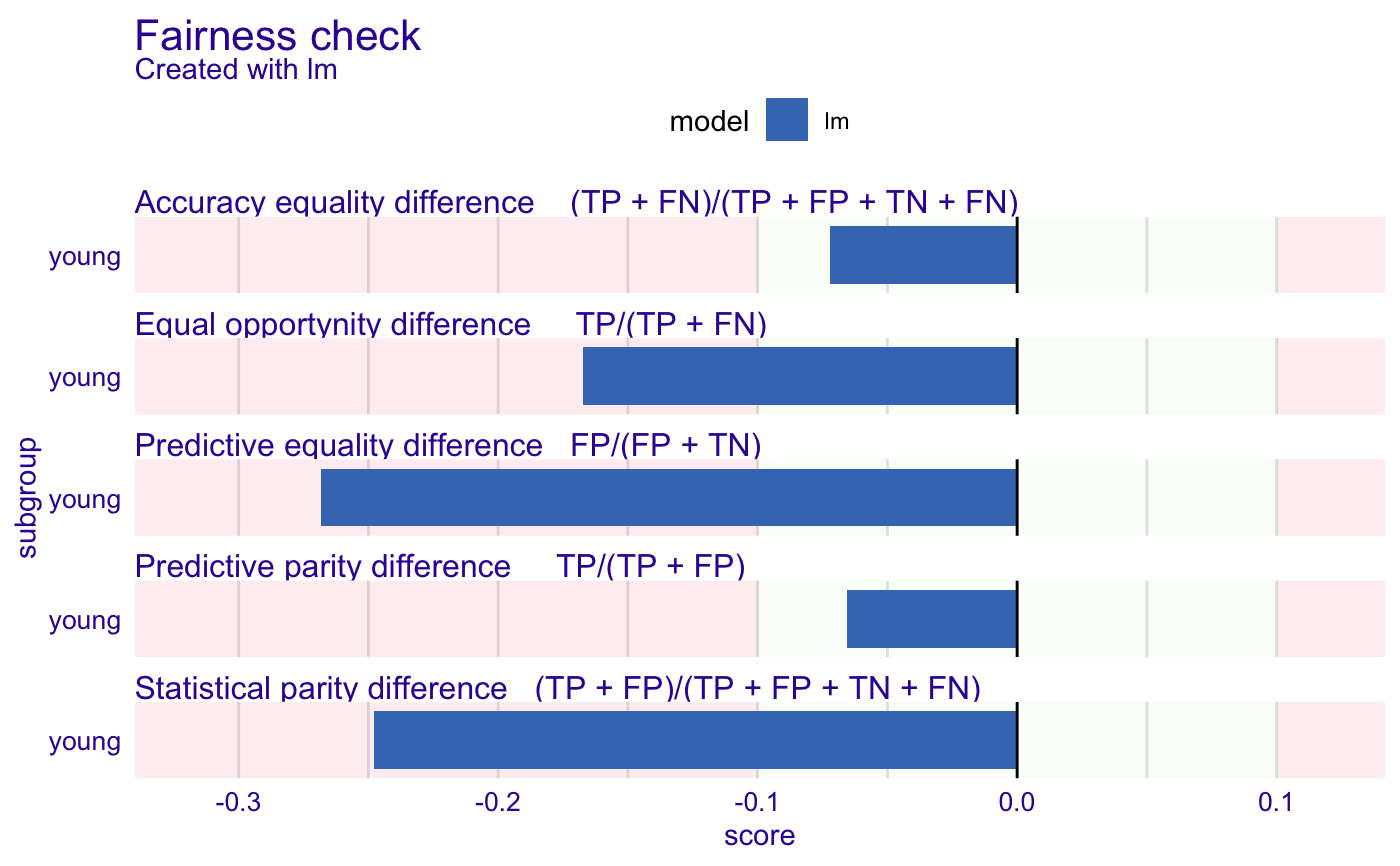 Fairness check
Created with lm
model lm
Accuracy equality difference (TP + FN)/(TP + FP + TN + FN)
young
Equal opportynity difference TP/(TP + FN)
young
Predictive equality difference FP/(FP + TN)
young
Predictive parity difference TP/(TP + FP)
young
Statistical parity difference (TP + FP)/(TP + FP + TN + FN)
young
subgroup
-0.3 -0.2 -0.1 0.0 0.1
score